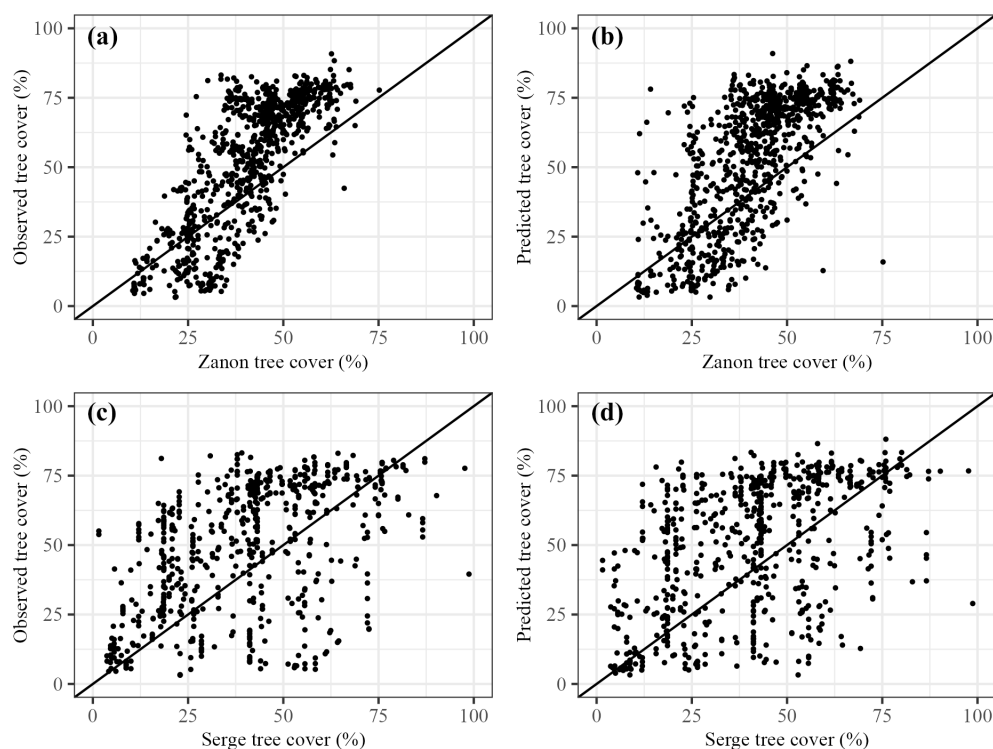 (a)
Observed tree cover (%)
100
75
50
25
0
0 25 50 75 100
Zanon tree cover (%)
(b)
Predicted tree cover (%)
100
75
50
25
0
0 25 50 75 100
Zanon tree cover (%)
(c)
Observed tree cover (%)
100
75
50
25
0
0 25 50 75 100
Serge tree cover (%)
(d)
Predicted tree cover (%)
100
75
50
25
0
0 25 50 75 100
Serge tree cover (%)